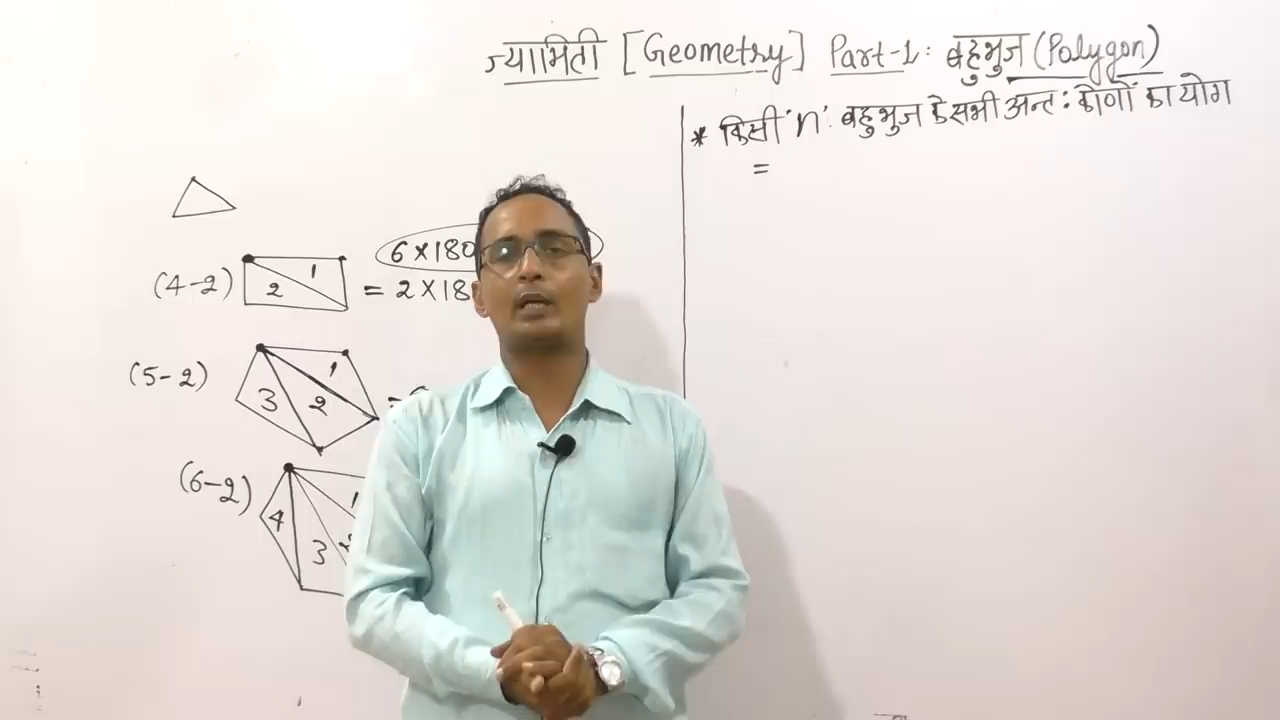 ज्यामिती [Geometry] Part-1: बहुभुज (Polygon)
* किसी 'n' बहुभुज के सभी अन्तः कोणों का योग
=
6×180
(4-2) 1 2 = 2×18
(5-2) 1 2 3 =
(6-2) 1 3 4